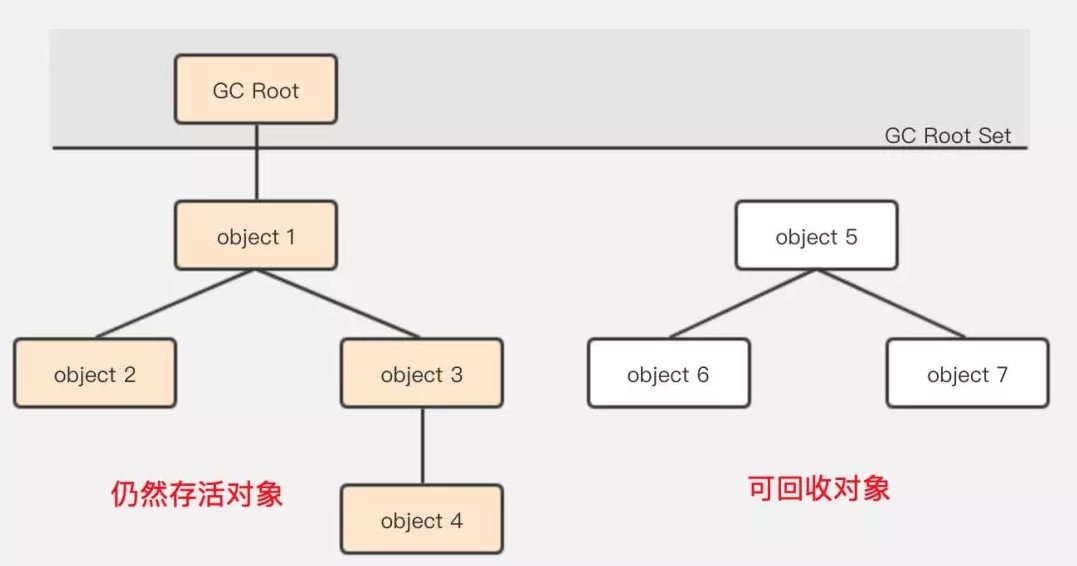 GC Root
GC Root Set
object 1
object 5
object 2
object 3
object 6
object 7
仍然存活对象
可回收对象
object 4